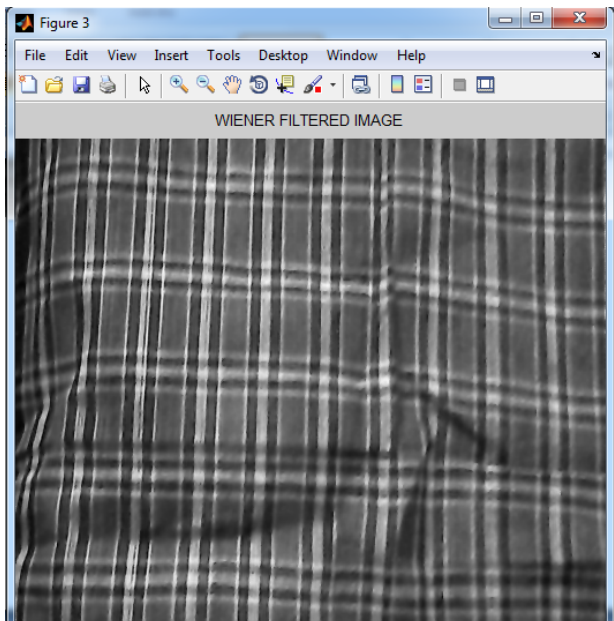 Figure 3
File Edit View Insert Tools Desktop Window Help
WIENER FILTERED IMAGE